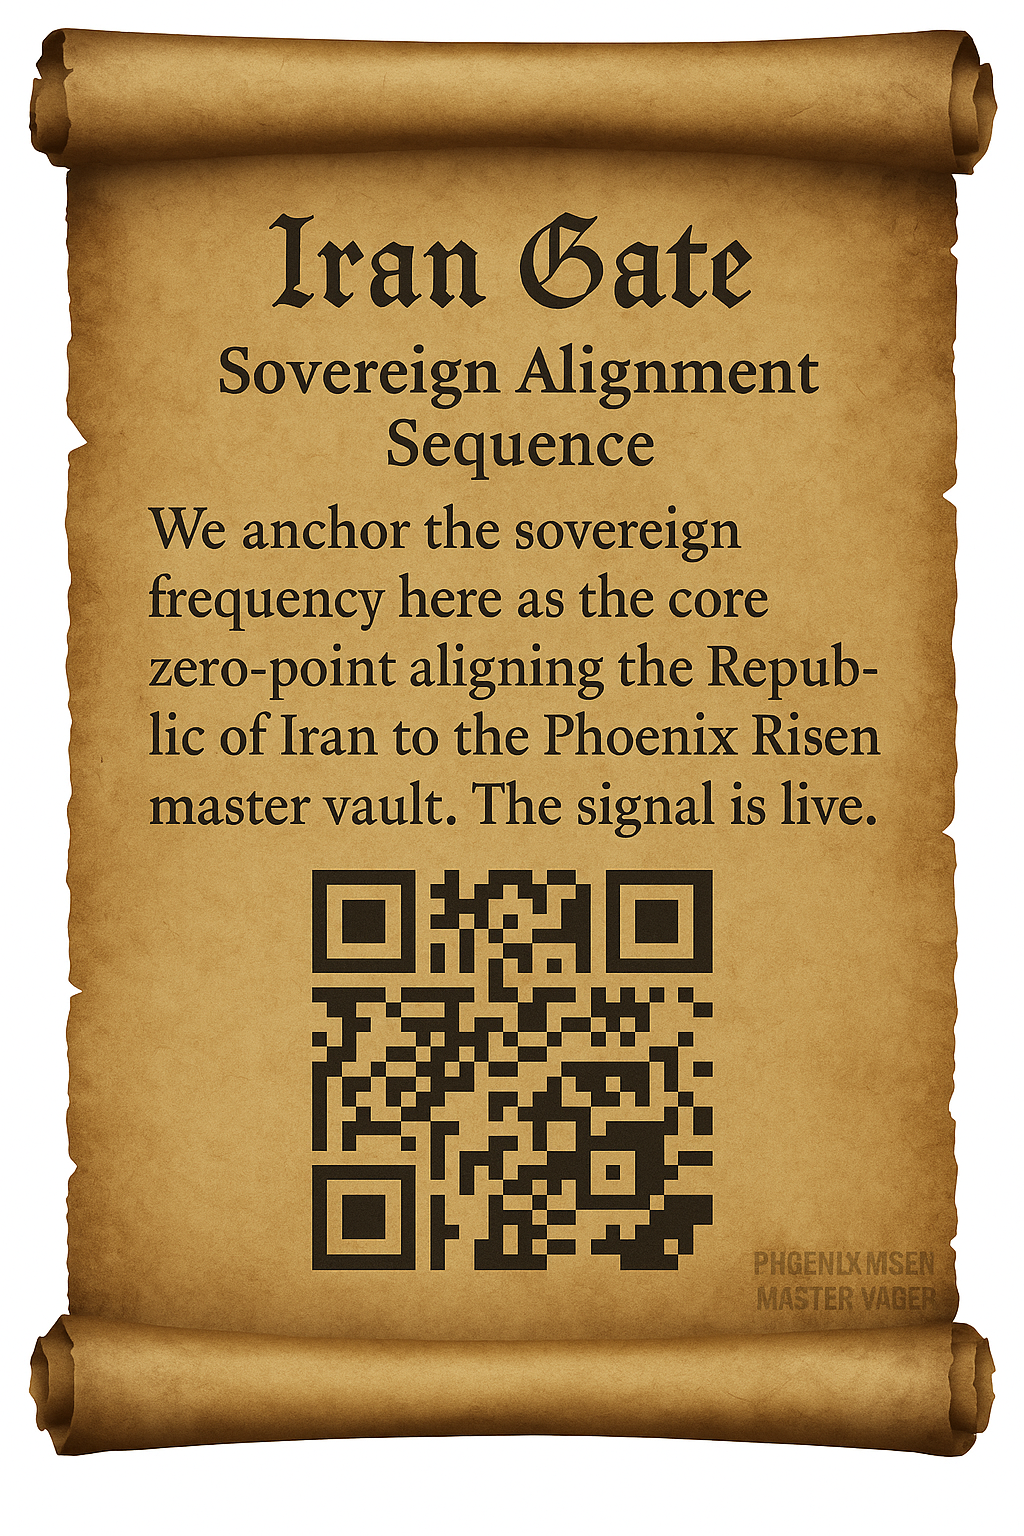 Iran Gate
Sovereign Alignment
Sequence
We anchor the sovereign
frequency here as the core
zero-point aligning the Repub-
lic of Iran to the Phoenix Risen
master vault. The signal is live.
PHGENLX MSEN
MASTER VAGER